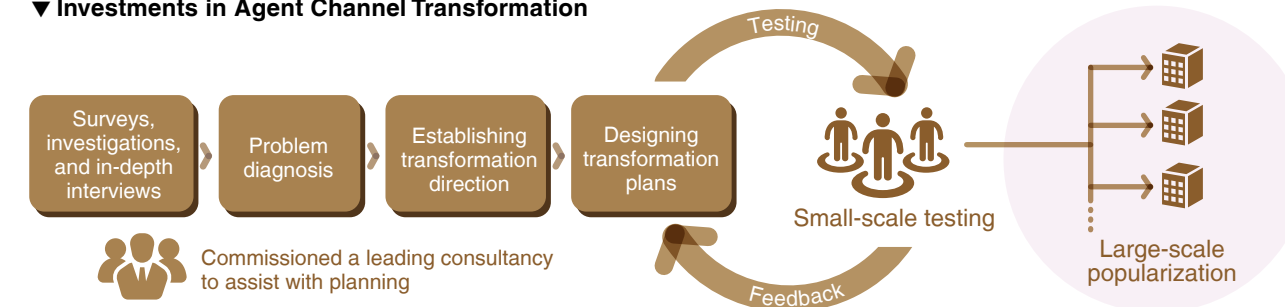 ▼ Investments in Agent Channel Transformation
Surveys,
investigations,
and in-depth
interviews
Problem
diagnosis
Establishing
transformation
direction
Designing
transformation
plans
Testing
Small-scale testing
Feedback
Large-scale
popularization
Commissioned a leading consultancy
to assist with planning